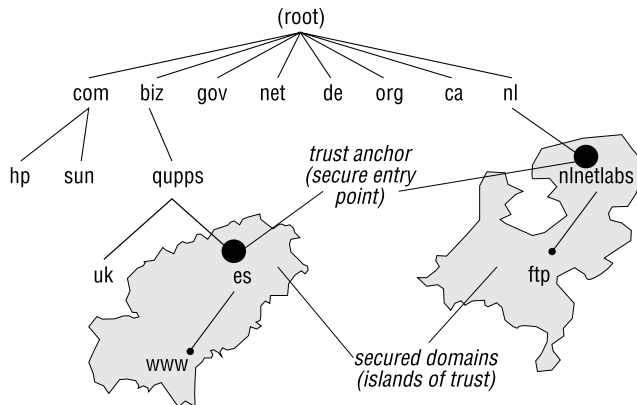 (root)
com biz gov net de org ca nl
hp sun qupps
trust anchor
(secure entry
point)
nlnetlabs
uk es
ftp
www
secured domains
(islands of trust)